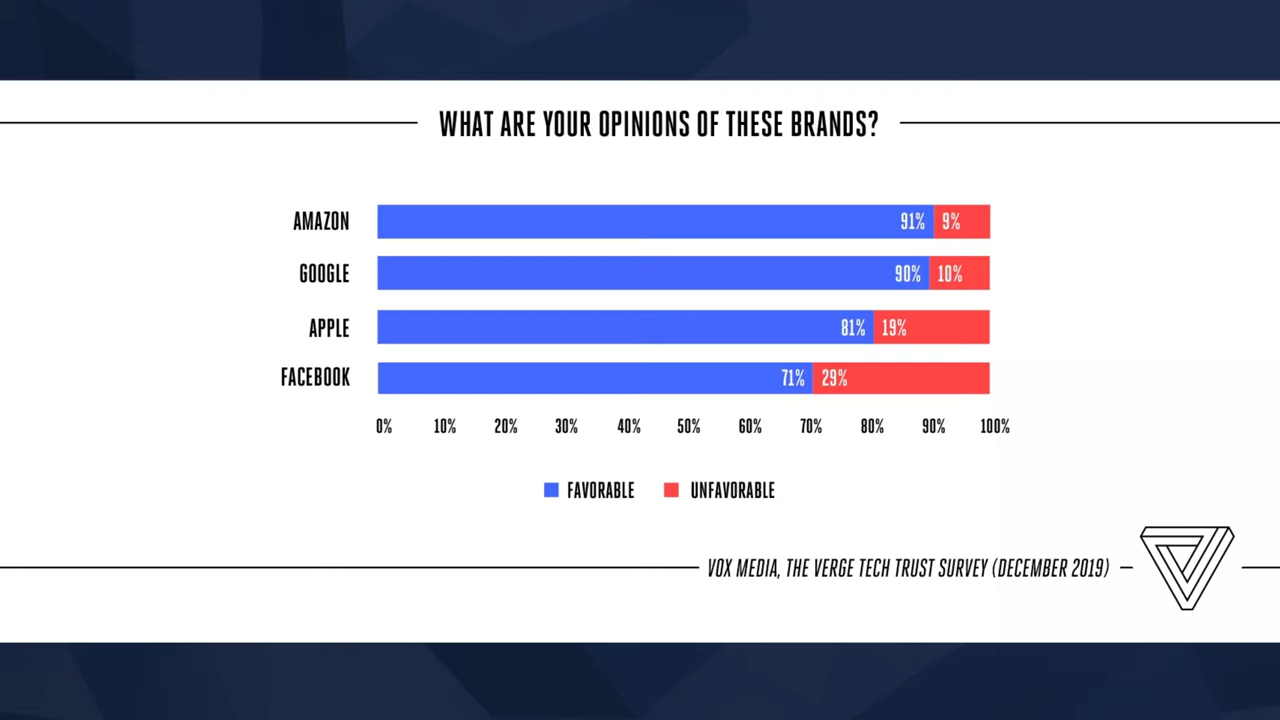 WHAT ARE YOUR OPINIONS OF THESE BRANDS?
AMAZON 91% 9%
GOOGLE 90% 10%
APPLE 81% 19%
FACEBOOK 71% 29%
0% 10% 20% 30% 40% 50% 60% 70% 80% 90% 100%
FAVORABLE UNFAVORABLE
VOX MEDIA, THE VERGE TECH TRUST SURVEY (DECEMBER 2019)